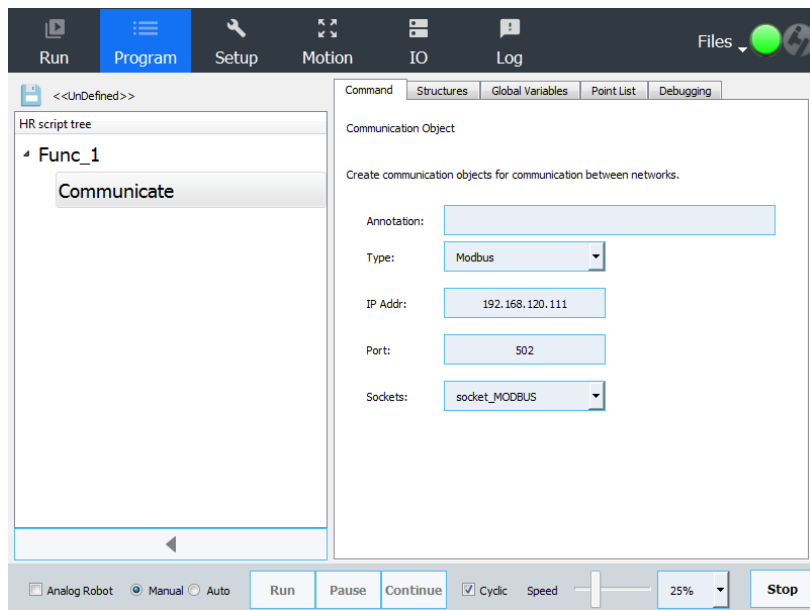 Run Program Setup Motion IO Log Files
<<UnDefined>>
HR script tree
Func_1
Communicate
Command Structures Global Variables Point List Debugging
Communication Object
Create communication objects for communication between networks.
Annotation:
Type: Modbus
IP Addr: 192.168.120.111
Port: 502
Sockets: socket_MODBUS
Analog Robot Manual Auto Run Pause Continue Cyclic Speed 25% Stop